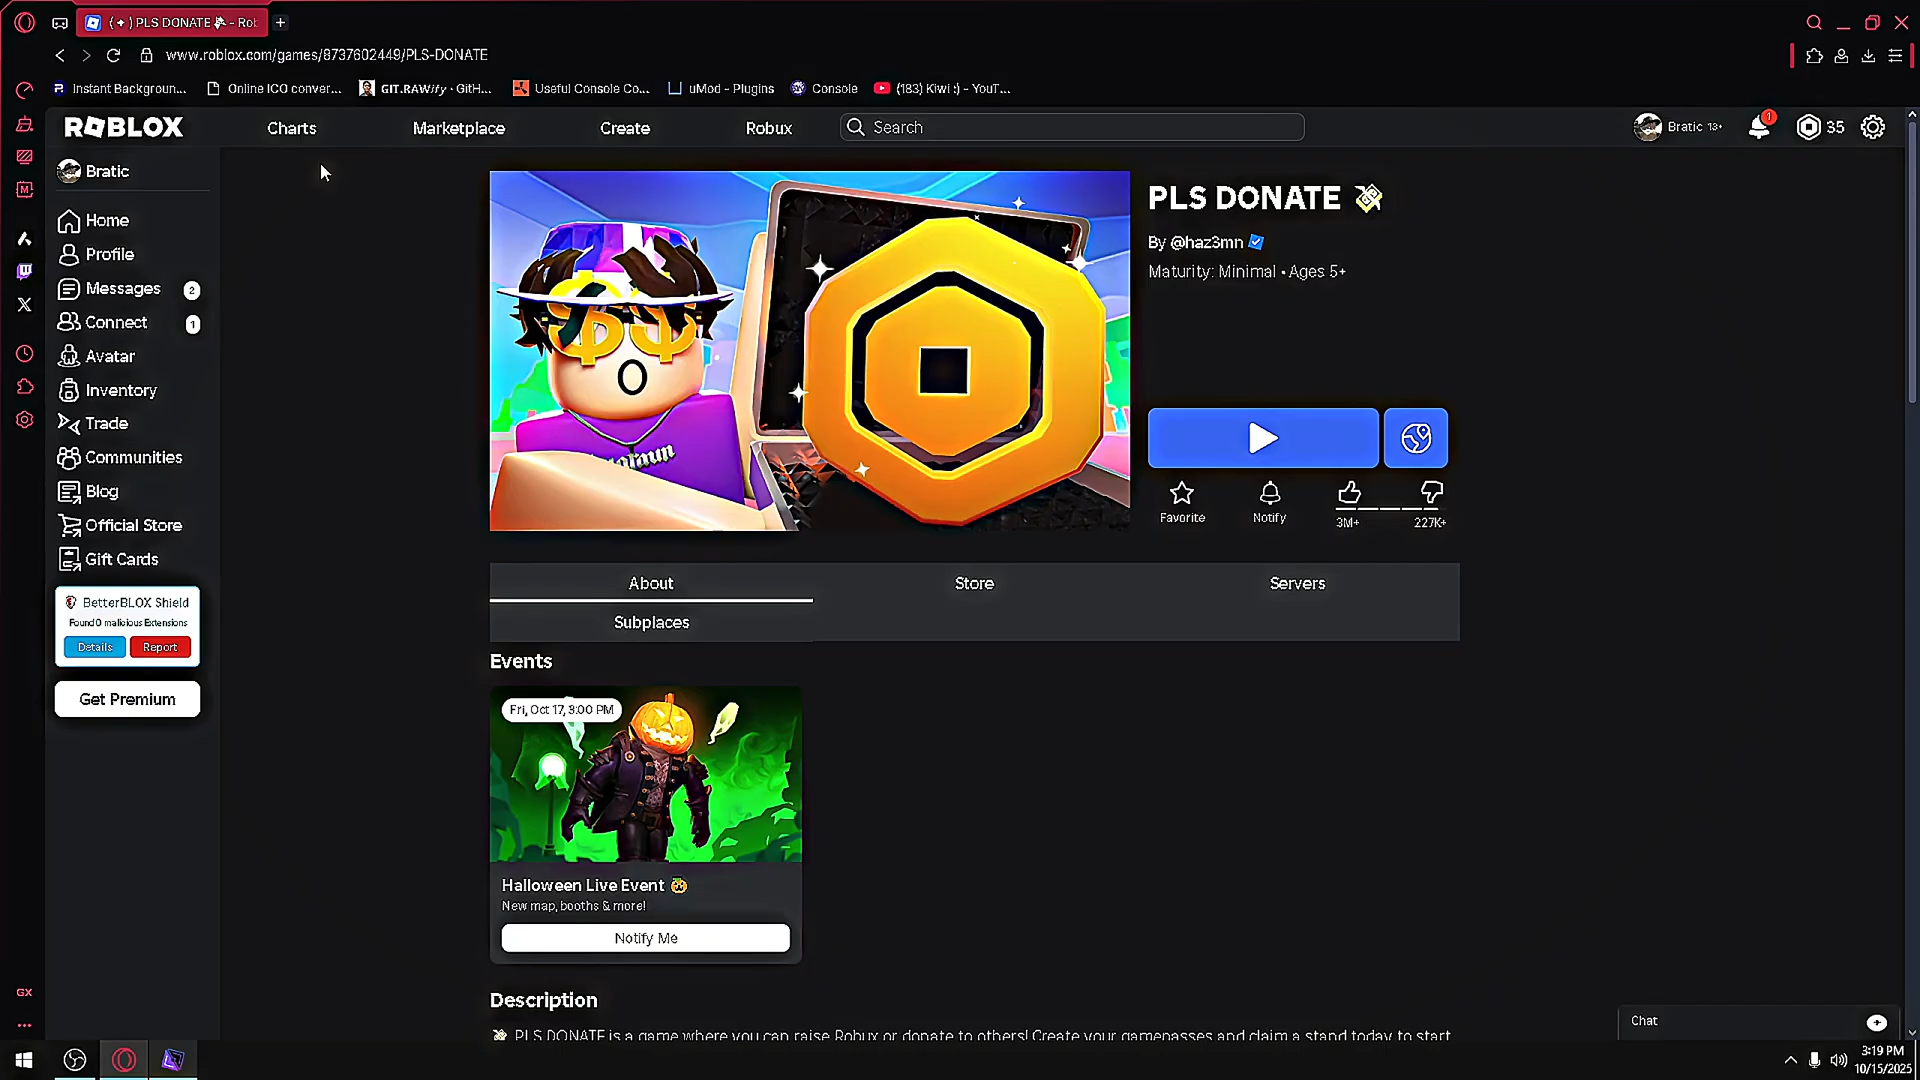 ( ✦ ) PLS DONATE 💸 - Rob
www.roblox.com/games/8737602449/PLS-DONATE
Instant Backgroun...
Online ICO conver...
GIT.RAWify · GitH...
Useful Console Co...
uMod - Plugins
Console
(183) Kiwi :) - YouT...
ROBLOX
Charts
Marketplace
Create
Robux
Search
Bratic 13+
1
35
Bratic
Home
Profile
Messages 2
Connect 1
Avatar
Inventory
Trade
Communities
Blog
Official Store
Gift Cards
BetterBLOX Shield
Found 0 malicious Extensions
Details
Report
Get Premium
PLS DONATE 💸
By @haz3mn
Maturity: Minimal • Ages 5+
Favorite
Notify
3M+
227K+
About
Store
Servers
Subplaces
Events
Fri, Oct 17, 3:00 PM
Halloween Live Event 🎃
New map, booths & more!
Notify Me
Description
💸 PLS DONATE is a game where you can raise Robux or donate to others! Create your gamepasses and claim a stand today to start
Chat
GX
3:19 PM
10/15/2025